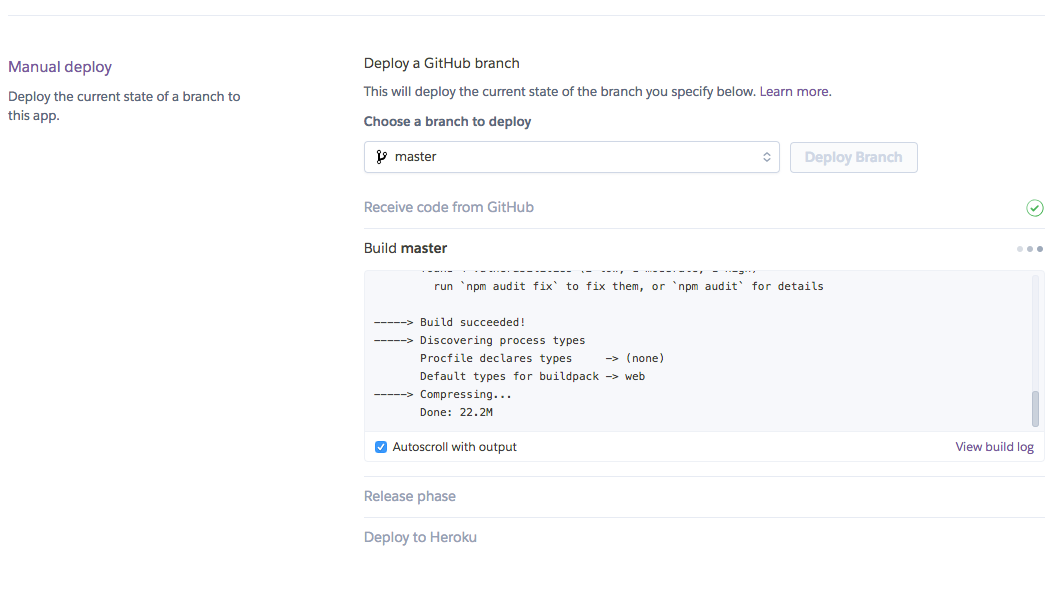 Manual deploy
Deploy the current state of a branch to
this app.
Deploy a GitHub branch
This will deploy the current state of the branch you specify below. Learn more.
Choose a branch to deploy
master
Deploy Branch
Receive code from GitHub
Build master
run `npm audit fix` to fix them, or `npm audit` for details
-----> Build succeeded!
-----> Discovering process types
Procfile declares types -> (none)
Default types for buildpack -> web
-----> Compressing...
Done: 22.2M
Autoscroll with output
View build log
Release phase
Deploy to Heroku